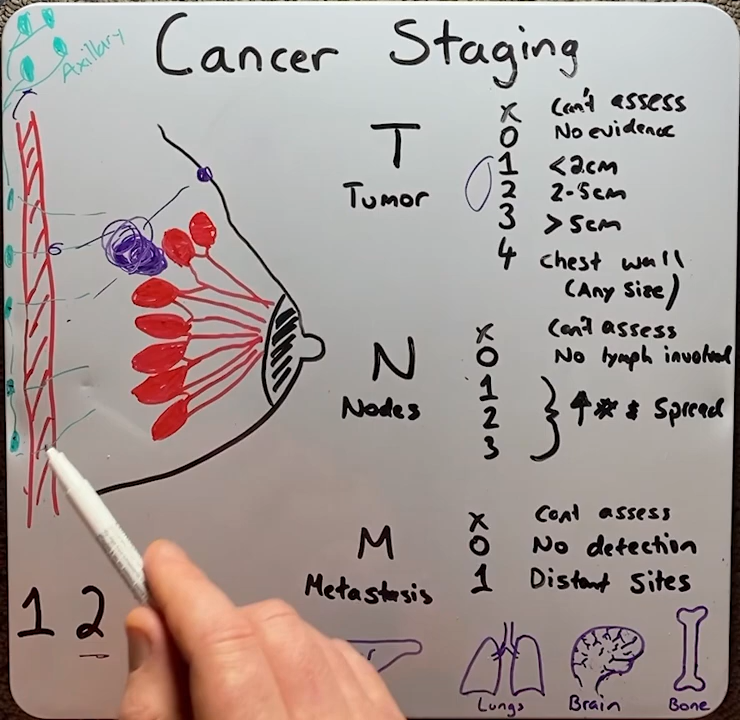 Cancer Staging
Axillary
T
Tumor
x Can't assess
0 No evidence
1 <2cm
2 2-5cm
3 >5cm
4 Chest wall
(Any Size)
N
Nodes
x Can't assess
0 No lymph involved
1
2
3
↑ # & Spread
M
Metastasis
x Cant assess
0 No detection
1 Distant Sites
1 2
r
Lungs
Brain
Bone